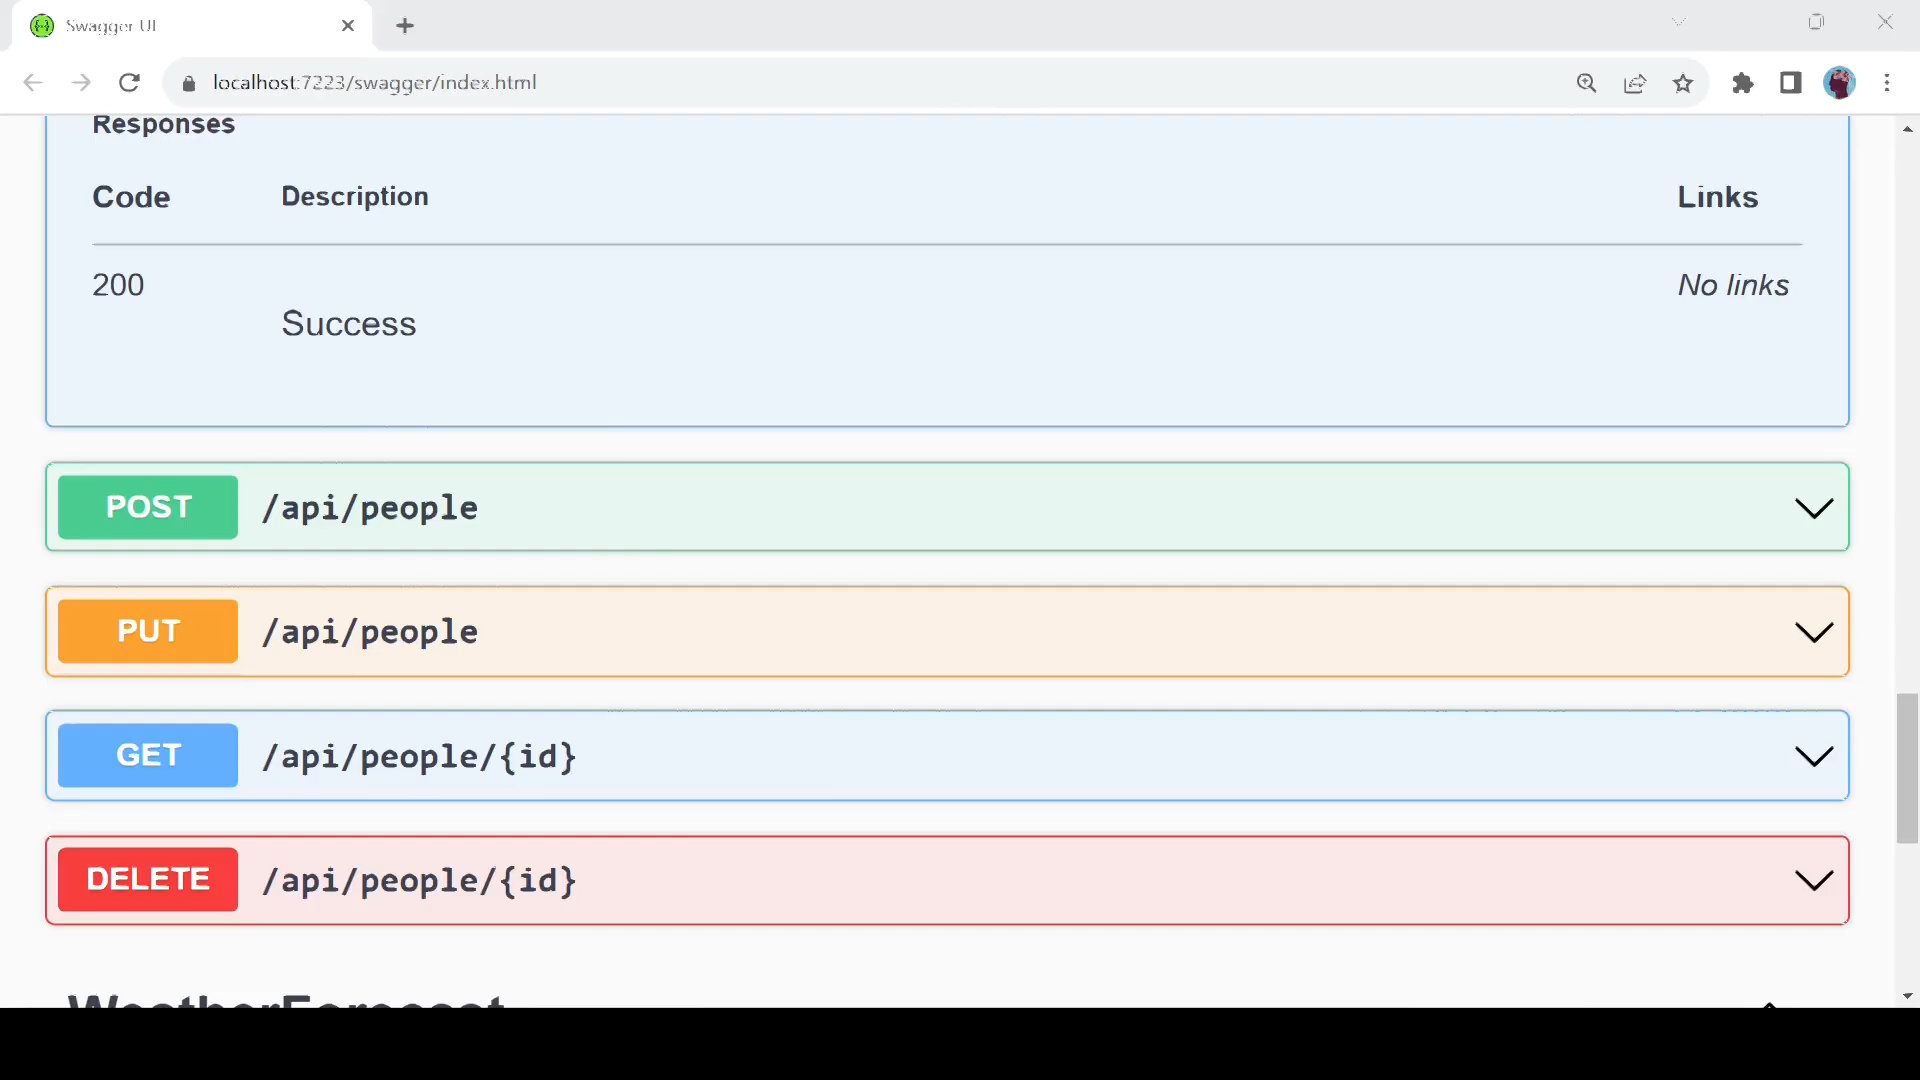 Swagger UI
localhost:7223/swagger/index.html
Responses
Code Description Links
200 No links
Success
POST /api/people
PUT /api/people
GET /api/people/{id}
DELETE /api/people/{id}
WeatherForecast